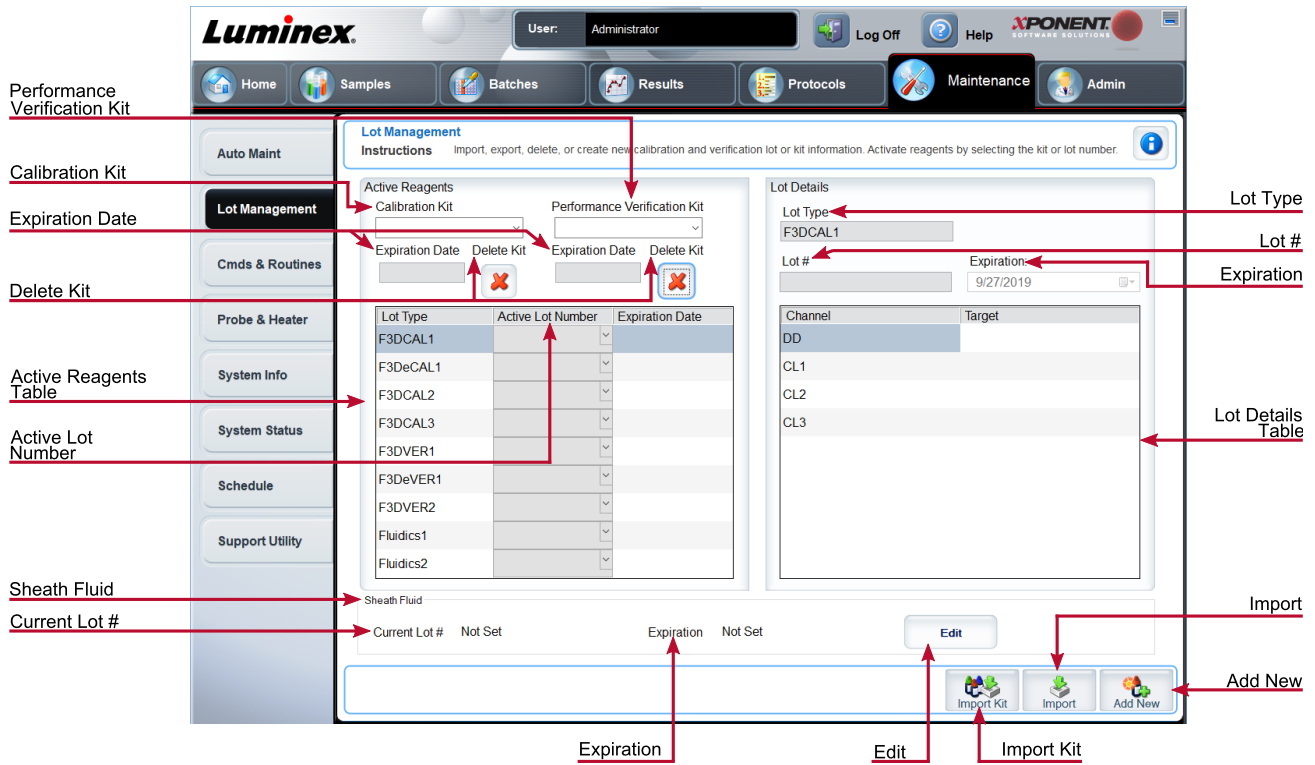 Luminex.
User:
Administrator
Log Off
Help
XPONENT.
SOFTWARE SOLUTIONS
Home
Samples
Batches
Results
Protocols
Maintenance
Admin
Performance
Verification Kit
Calibration Kit
Expiration Date
Delete Kit
Active Reagents
Table
Active Lot
Number
Sheath Fluid
Current Lot #
Auto Maint
Lot Management
Cmds & Routines
Probe & Heater
System Info
System Status
Schedule
Support Utility
Lot Management
Instructions Import, export, delete, or create new calibration and verification lot or kit information. Activate reagents by selecting the kit or lot number.
Active Reagents
Calibration Kit
Performance Verification Kit
Expiration Date
Delete Kit
Expiration Date
Delete Kit
Lot Type Active Lot Number Expiration Date
F3DCAL1
F3DeCAL1
F3DCAL2
F3DCAL3
F3DVER1
F3DeVER1
F3DVER2
Fluidics1
Fluidics2
Lot Details
Lot Type
F3DCAL1
Lot #
Expiration
9/27/2019
Channel Target
DD
CL1
CL2
CL3
Sheath Fluid
Current Lot # Not Set
Expiration Not Set
Edit
Import Kit
Import
Add New
Lot Type
Lot #
Expiration
Lot Details
Table
Import
Add New
Expiration
Edit
Import Kit